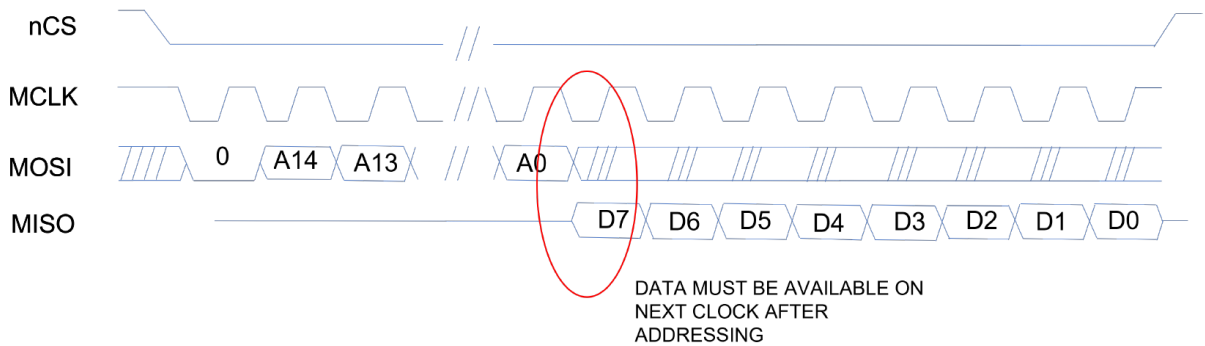 nCS
MCLK
MOSI 0 A14 A13 A0
MISO D7 D6 D5 D4 D3 D2 D1 D0
DATA MUST BE AVAILABLE ON
NEXT CLOCK AFTER
ADDRESSING